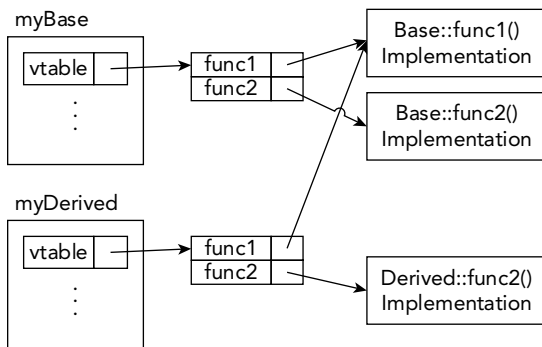 myBase
vtable
func1
func2
Base::func1()
Implementation
Base::func2()
Implementation
myDerived
vtable
func1
func2
Derived::func2()
Implementation